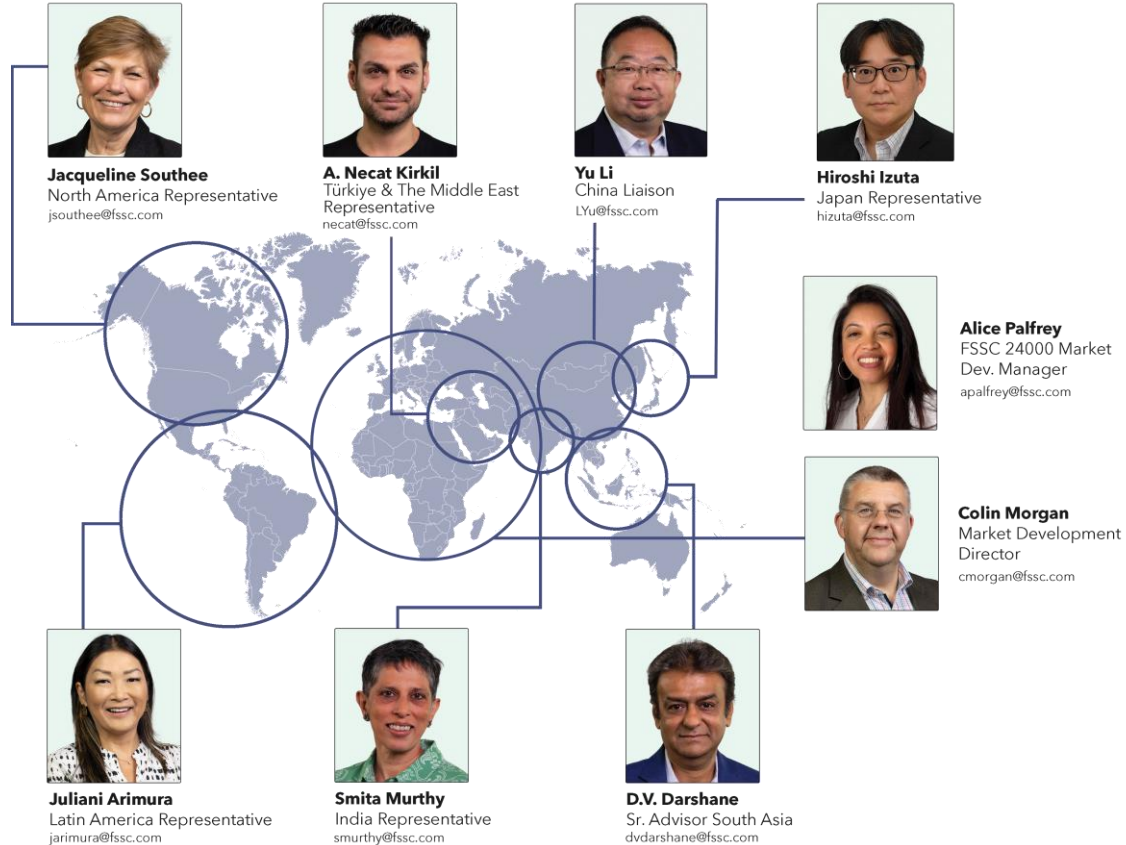 Jacqueline Southee
North America Representative
jsouthee@fssc.com
A. Necat Kirkil
Türkiye & The Middle East
Representative
necat@fssc.com
Yu Li
China Liaison
LYu@fssc.com
Hiroshi Izuta
Japan Representative
hizuta@fssc.com
Alice Palfrey
FSSC 24000 Market
Dev. Manager
apalfrey@fssc.com
Colin Morgan
Market Development
Director
cmorgan@fssc.com
Juliani Arimura
Latin America Representative
jarimura@fssc.com
Smita Murthy
India Representative
smurthy@fssc.com
D.V. Darshane
Sr. Advisor South Asia
dvdarshane@fssc.com